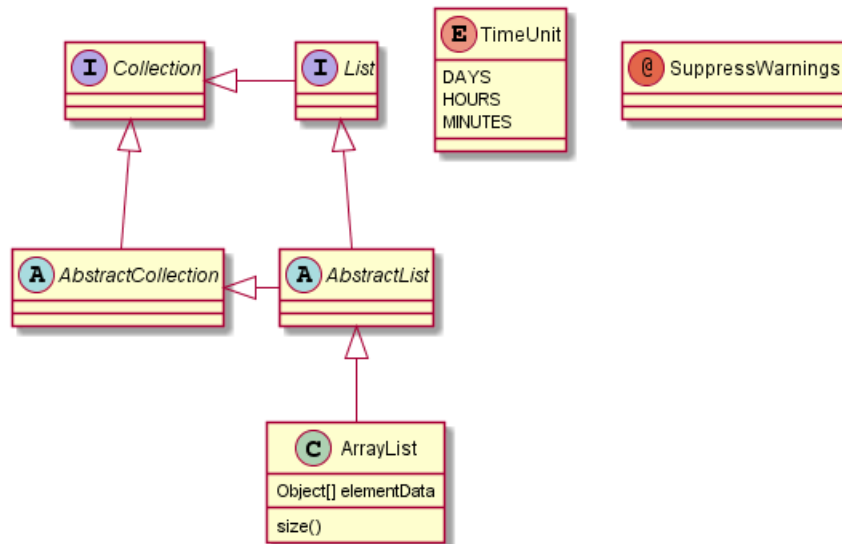 I Collection
I List
E TimeUnit
DAYS
HOURS
MINUTES
@ SuppressWarnings
A AbstractCollection
A AbstractList
C ArrayList
Object[] elementData
size()